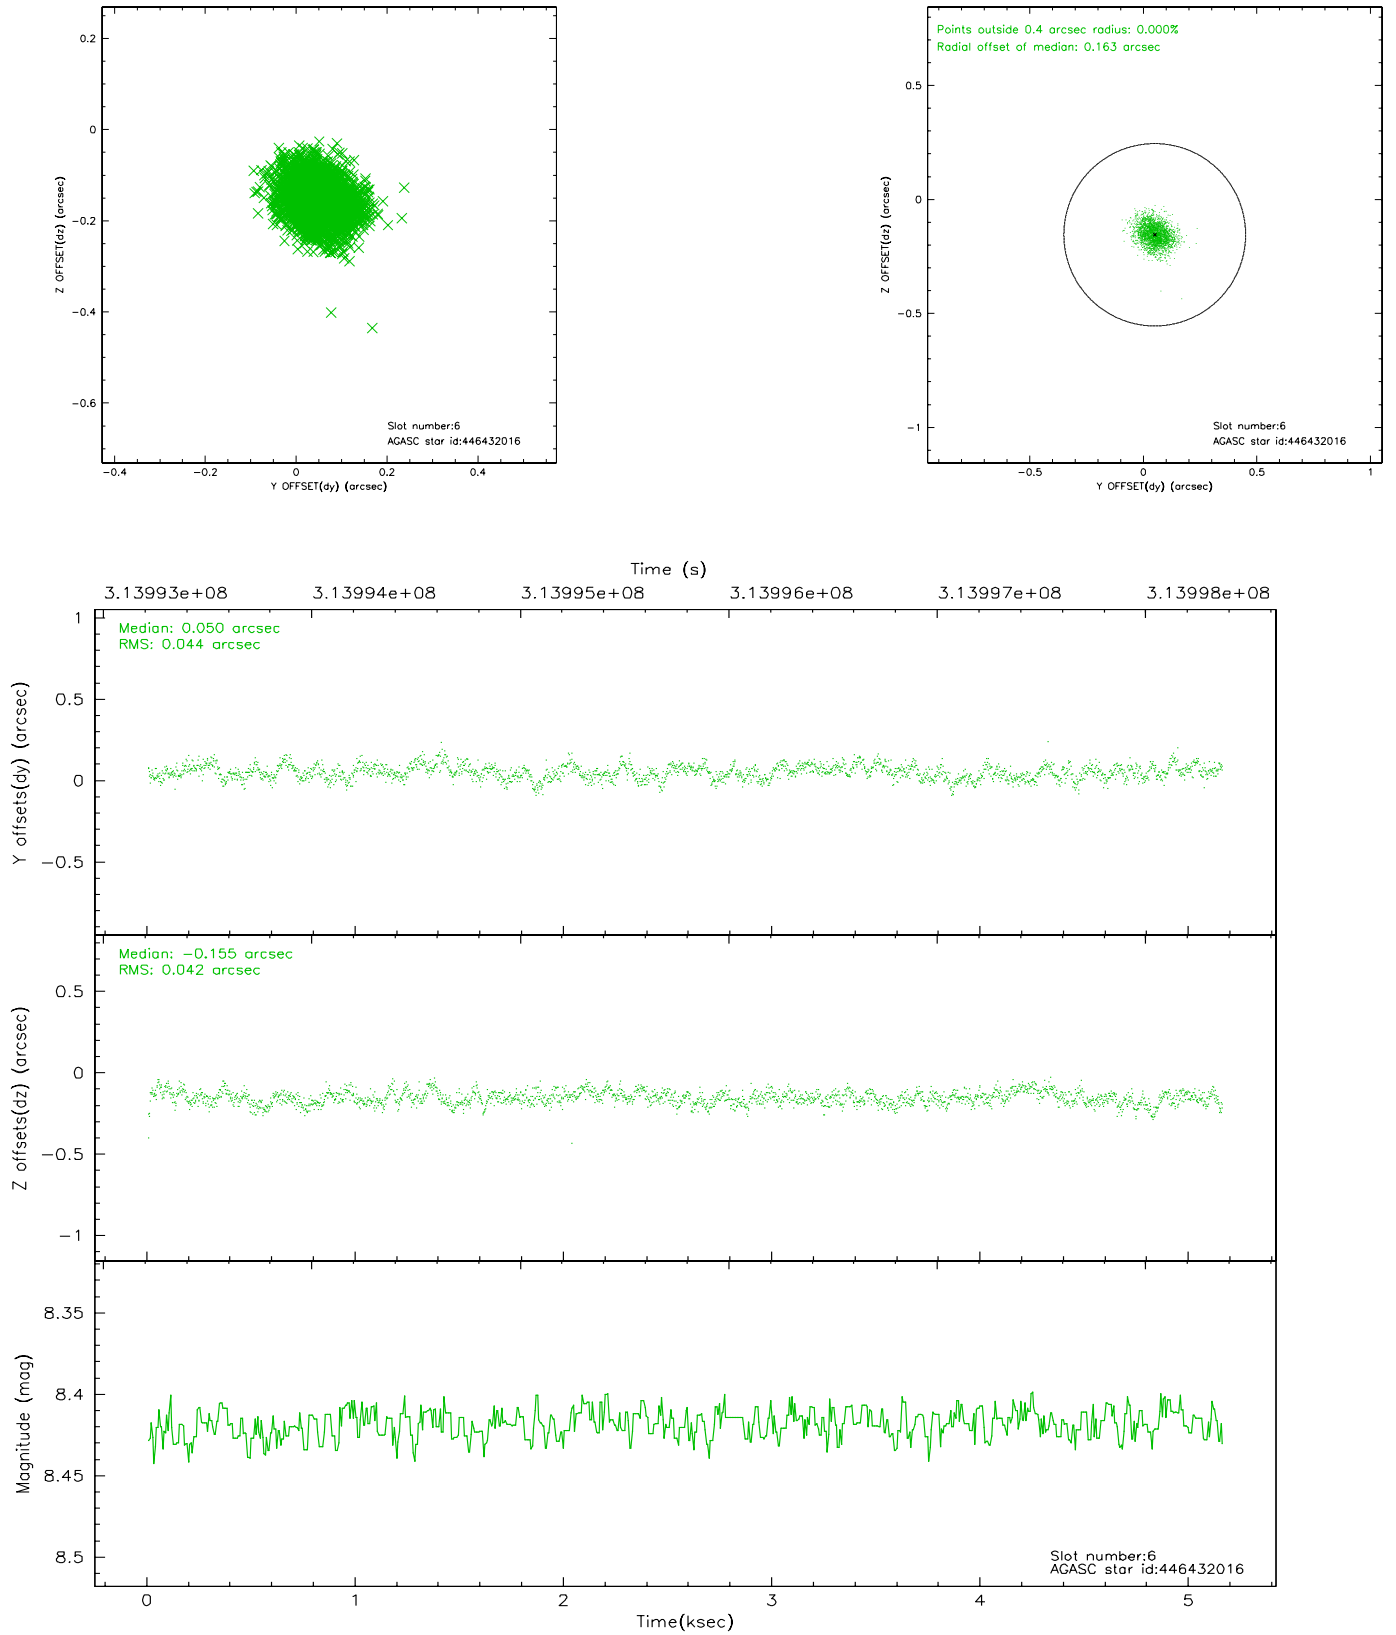 0.2
0
−0.2
−0.4
−0.6
Z OFFSET(dz) (arcsec)
Slot number:6
AGASC star id:446432016
−0.4
−0.2
0
0.2
0.4
Y OFFSET(dy) (arcsec)
Points outside 0.4 arcsec radius: 0.000%
Radial offset of median: 0.163 arcsec
0.5
0
−0.5
−1
Z OFFSET(dz) (arcsec)
Slot number:6
AGASC star id:446432016
−0.5
0
0.5
1
Y OFFSET(dy) (arcsec)
Time (s)
3.13993e+08
3.13994e+08
3.13995e+08
3.13996e+08
3.13997e+08
3.13998e+08
Median: 0.050 arcsec
RMS: 0.044 arcsec
1
0.5
0
−0.5
Y offsets(dy) (arcsec)
Median: −0.155 arcsec
RMS: 0.042 arcsec
0.5
0
−0.5
−1
Z offsets(dz) (arcsec)
8.35
8.4
8.45
8.5
Magnitude (mag)
Slot number:6
AGASC star id:446432016
0
1
2
3
4
5
Time(ksec)